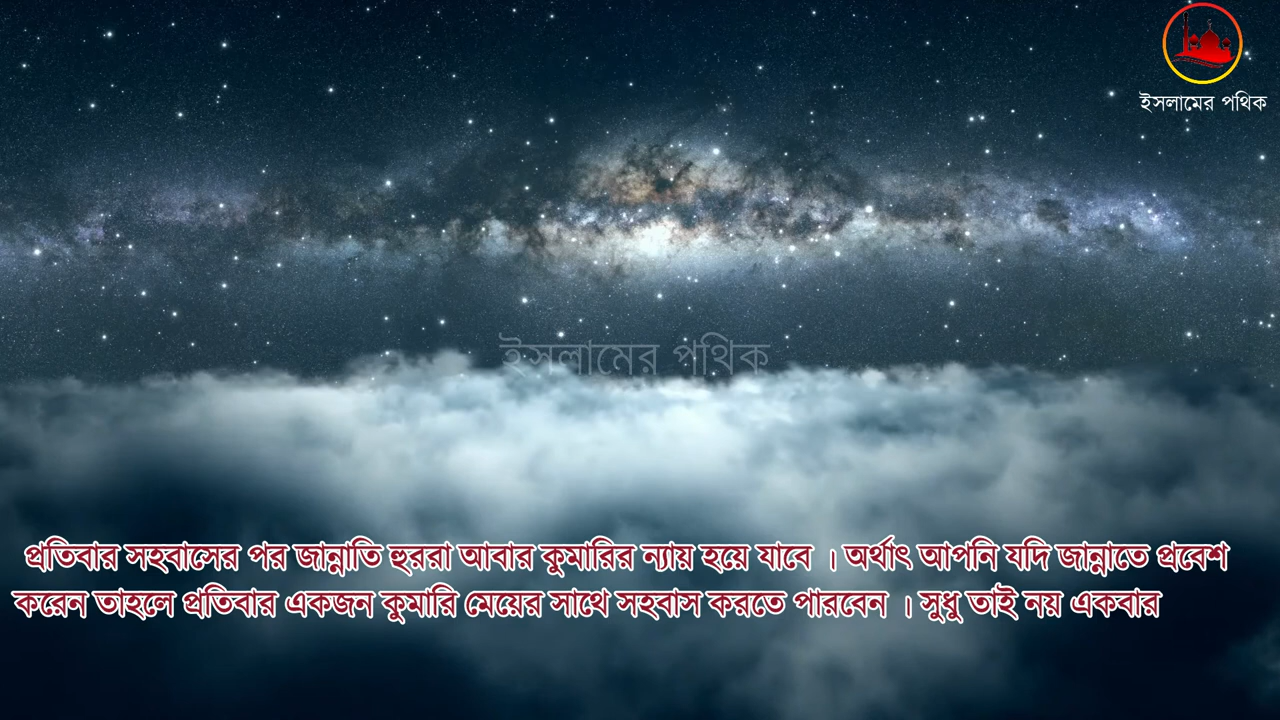 ইসলামের পথিক
ইসলামের পথিক
প্রতিবার সহবাসের পর জান্নাতি হুররা আবার কুমারির ন্যায় হয়ে যাবে । অর্থাৎ আপনি যদি জান্নাতে প্রবেশ
করেন তাহলে প্রতিবার একজন কুমারি মেয়ের সাথে সহবাস করতে পারবেন । সুধু তাই নয় একবার